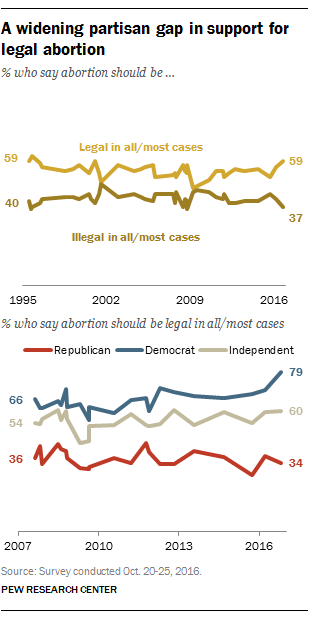 A widening partisan gap in support for
legal abortion
% who say abortion should be ...
Legal in all/most cases
59
59
40
37
Illegal in all/most cases
1995 2002 2009 2016
% who say abortion should be legal in all/most cases
Republican Democrat Independent
79
66
60
54
36
34
2007 2010 2013 2016
Source: Survey conducted Oct. 20-25, 2016.
PEW RESEARCH CENTER